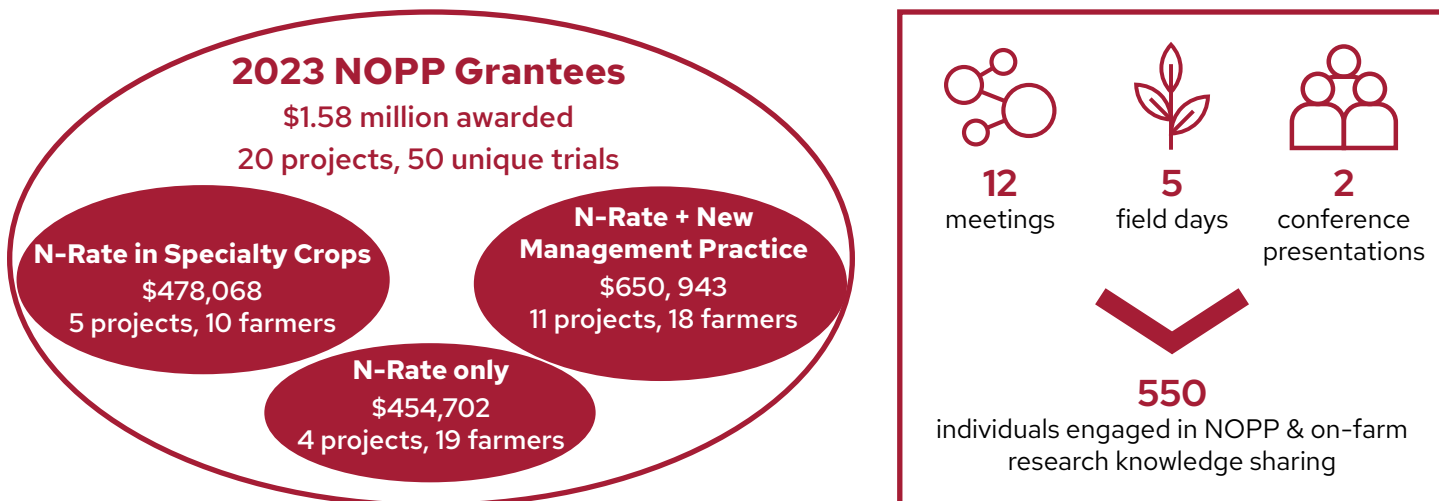 2023 NOPP Grantees
$1.58 million awarded
20 projects, 50 unique trials
N-Rate in Specialty Crops
$478,068
5 projects, 10 farmers
N-Rate + New
Management Practice
$650, 943
11 projects, 18 farmers
N-Rate only
$454,702
4 projects, 19 farmers
12
meetings
5
field days
2
conference
presentations
550
individuals engaged in NOPP & on-farm
research knowledge sharing